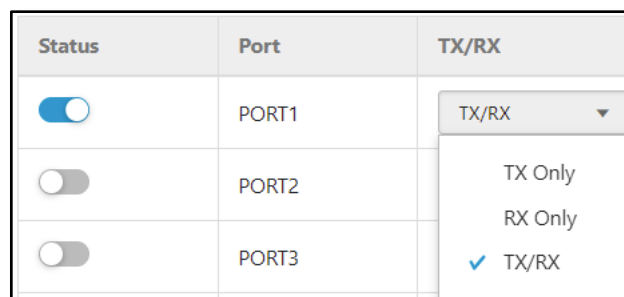 Status Port TX/RX
PORT1 TX/RX
TX Only
PORT2
RX Only
PORT3 TX/RX